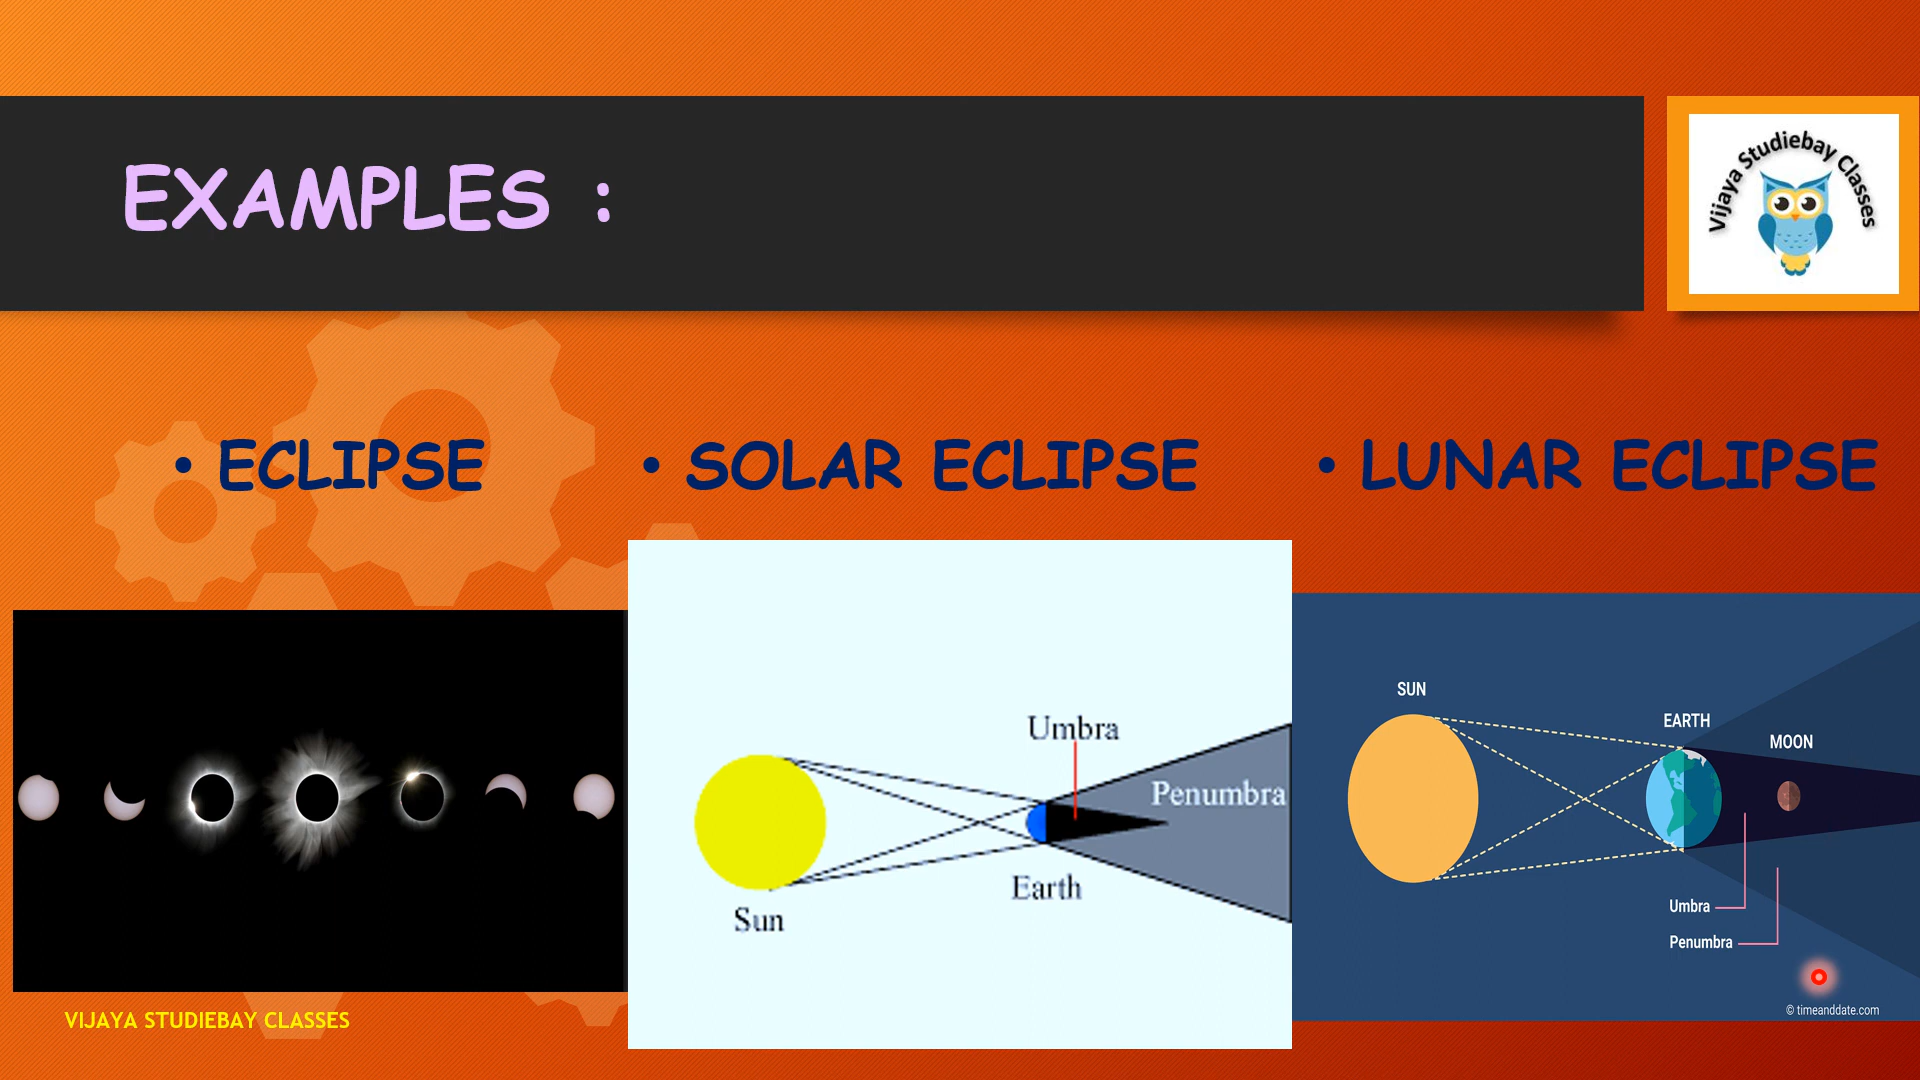 EXAMPLES :
Vijaya Studiebay Classes
• ECLIPSE
• SOLAR ECLIPSE
• LUNAR ECLIPSE
Umbra
Penumbra
Earth
Sun
SUN
EARTH
MOON
Umbra
Penumbra
© timeanddate.com
VIJAYA STUDIEBAY CLASSES